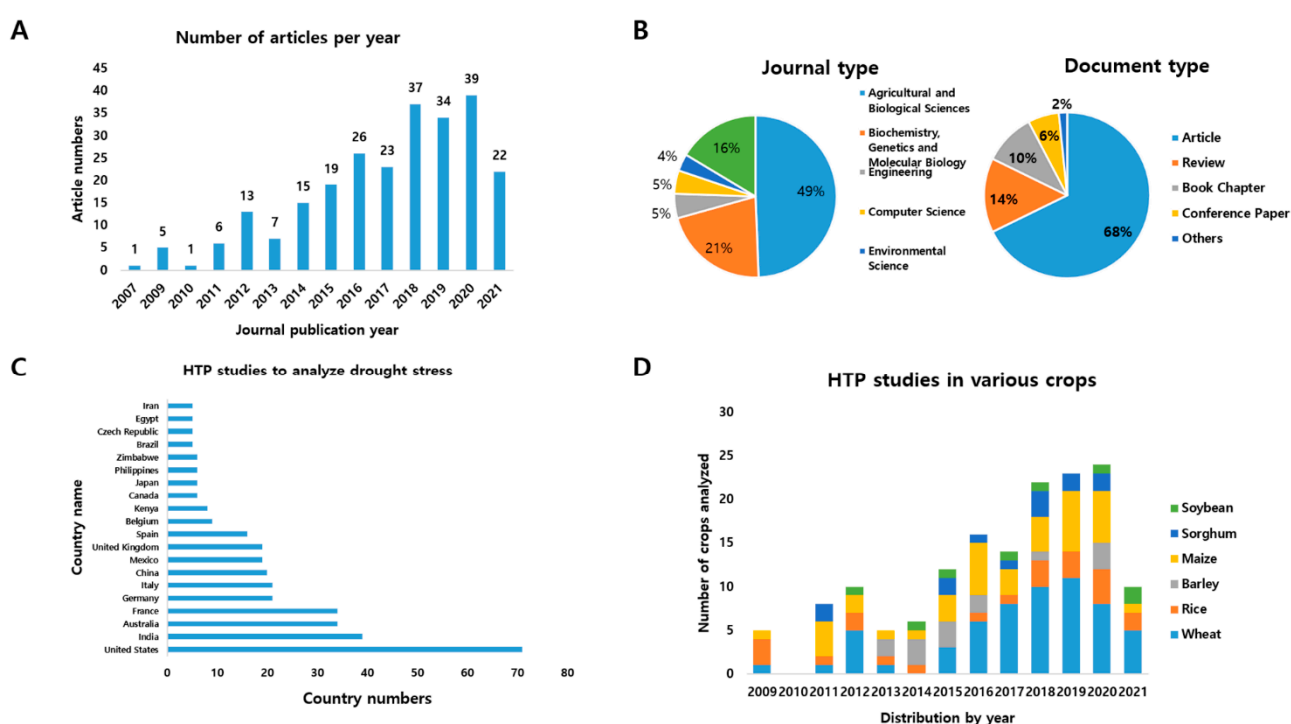 A
Number of articles per year
Article numbers
45
40
35
30
25
20
15
10
5
0
1
5
1
6
13
7
15
19
26
23
37
34
39
22
2007
2009
2010
2011
2012
2013
2014
2015
2016
2017
2018
2019
2020
2021
Journal publication year
B
Journal type
49%
21%
5%
5%
4%
16%
Agricultural and
Biological Sciences
Biochemistry,
Genetics and
Molecular Biology
Engineering
Computer Science
Environmental
Science
Document type
68%
14%
10%
6%
2%
Article
Review
Book Chapter
Conference Paper
Others
C
HTP studies to analyze drought stress
Country name
Iran
Egypt
Czech Republic
Brazil
Zimbabwe
Philippines
Japan
Canada
Kenya
Belgium
Spain
United Kingdom
Mexico
China
Italy
Germany
France
Australia
India
United States
0
10
20
30
40
50
60
70
80
Country numbers
D
HTP studies in various crops
Number of crops analyzed
30
25
20
15
10
5
0
2009
2010
2011
2012
2013
2014
2015
2016
2017
2018
2019
2020
2021
Distribution by year
Soybean
Sorghum
Maize
Barley
Rice
Wheat